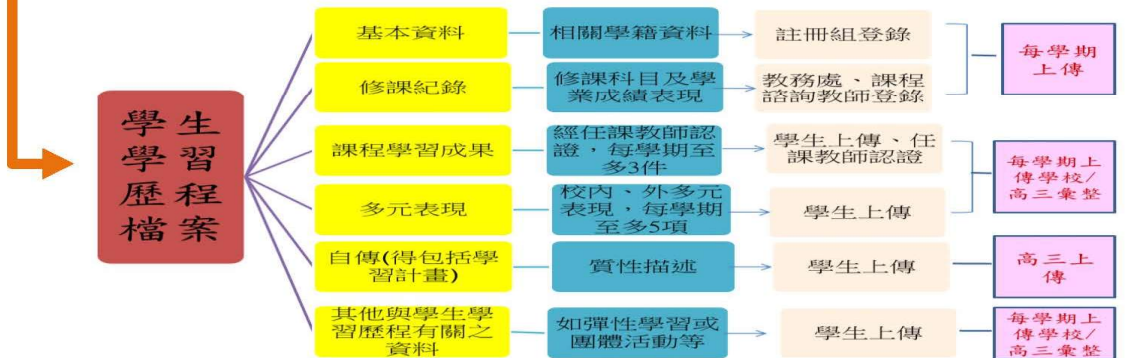 學生
學習
歷程
檔案
基本資料
相關學籍資料
註冊組登錄
每學期
上傳
修課紀錄
修課科目及學
業成績表現
教務處、課程
諮詢教師登錄
課程學習成果
經任課教師認
證，每學期至
多3件
學生上傳、任
課教師認證
每學期上
傳學校/
高三彙整
多元表現
校內、外多元
表現，每學期
至多5項
學生上傳
自傳(得包括學
習計畫)
質性描述
學生上傳
高三上
傳
其他與學生學
習歷程有關之
資料
如彈性學習或
團體活動等
學生上傳
每學期上
傳學校/
高三彙整